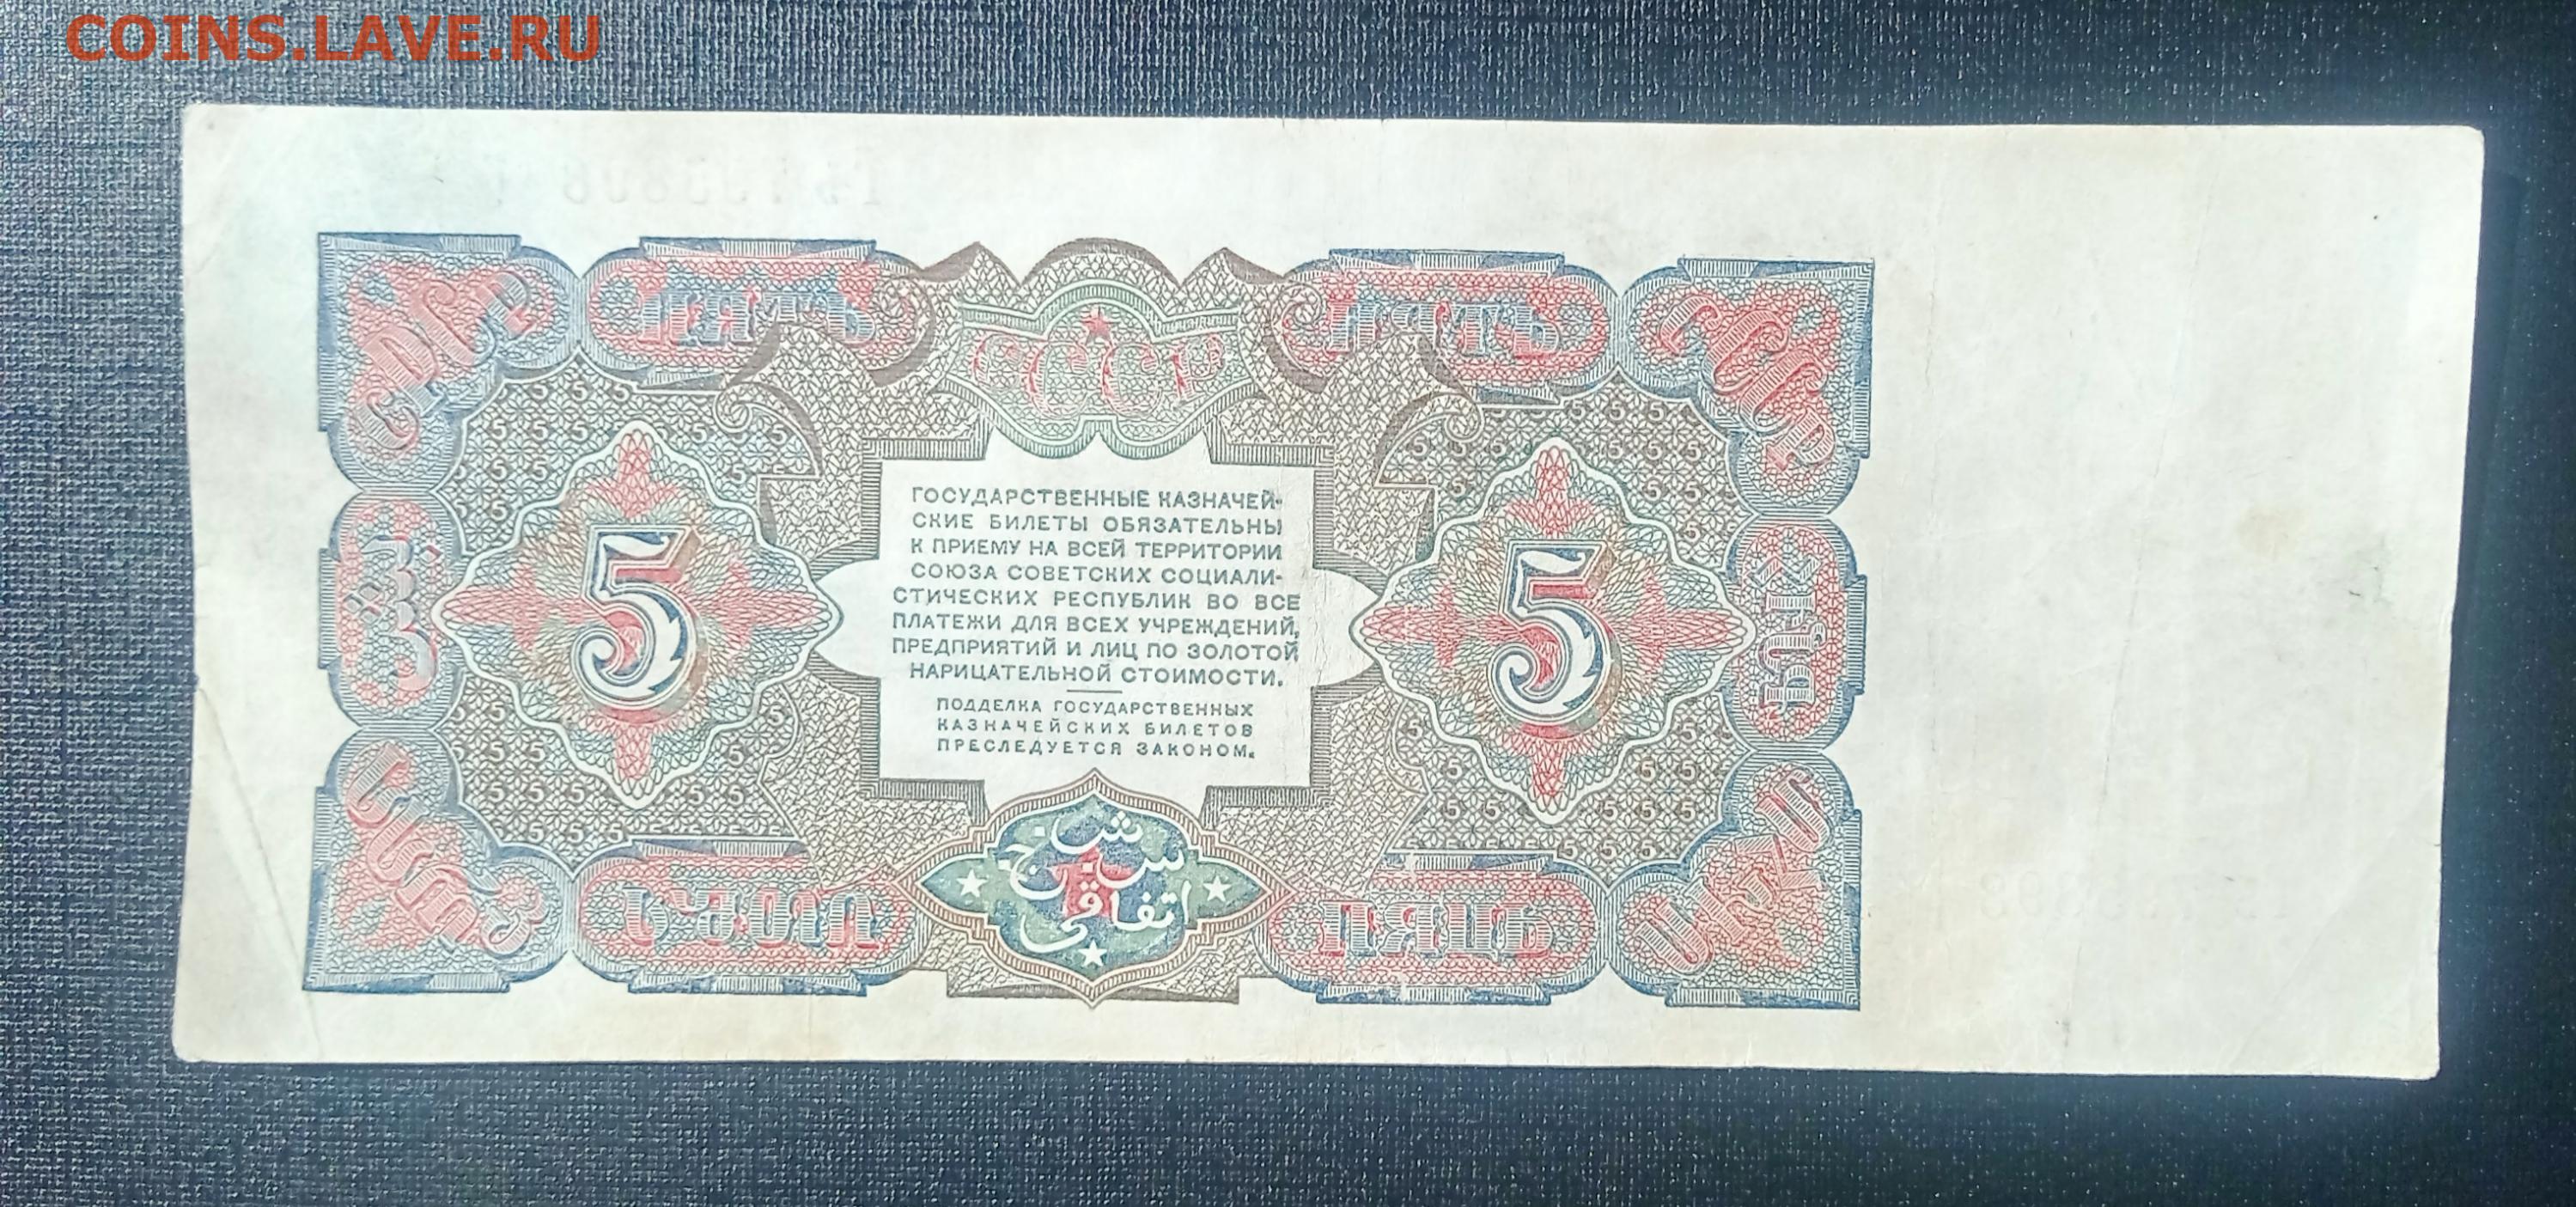 COINS.LAVE.RU
ПЯТЬ
СССР
5 5
ГОСУДАРСТВЕННЫЕ КАЗНАЧЕЙ-
СКИЕ БИЛЕТЫ ОБЯЗАТЕЛЬНЫ
К ПРИЕМУ НА ВСЕЙ ТЕРРИТОРИИ
СОЮЗА СОВЕТСКИХ СОЦИАЛИ-
СТИЧЕСКИХ РЕСПУБЛИК ВО ВСЕ
ПЛАТЕЖИ ДЛЯ ВСЕХ УЧРЕЖДЕНИЙ,
ПРЕДПРИЯТИЙ И ЛИЦ ПО ЗОЛОТОЙ
НАРИЦАТЕЛЬНОЙ СТОИМОСТИ.
ПОДДЕЛКА ГОСУДАРСТВЕННЫХ
КАЗНАЧЕЙСКИХ БИЛЕТОВ
ПРЕСЛЕДУЕТСЯ ЗАКОНОМ.